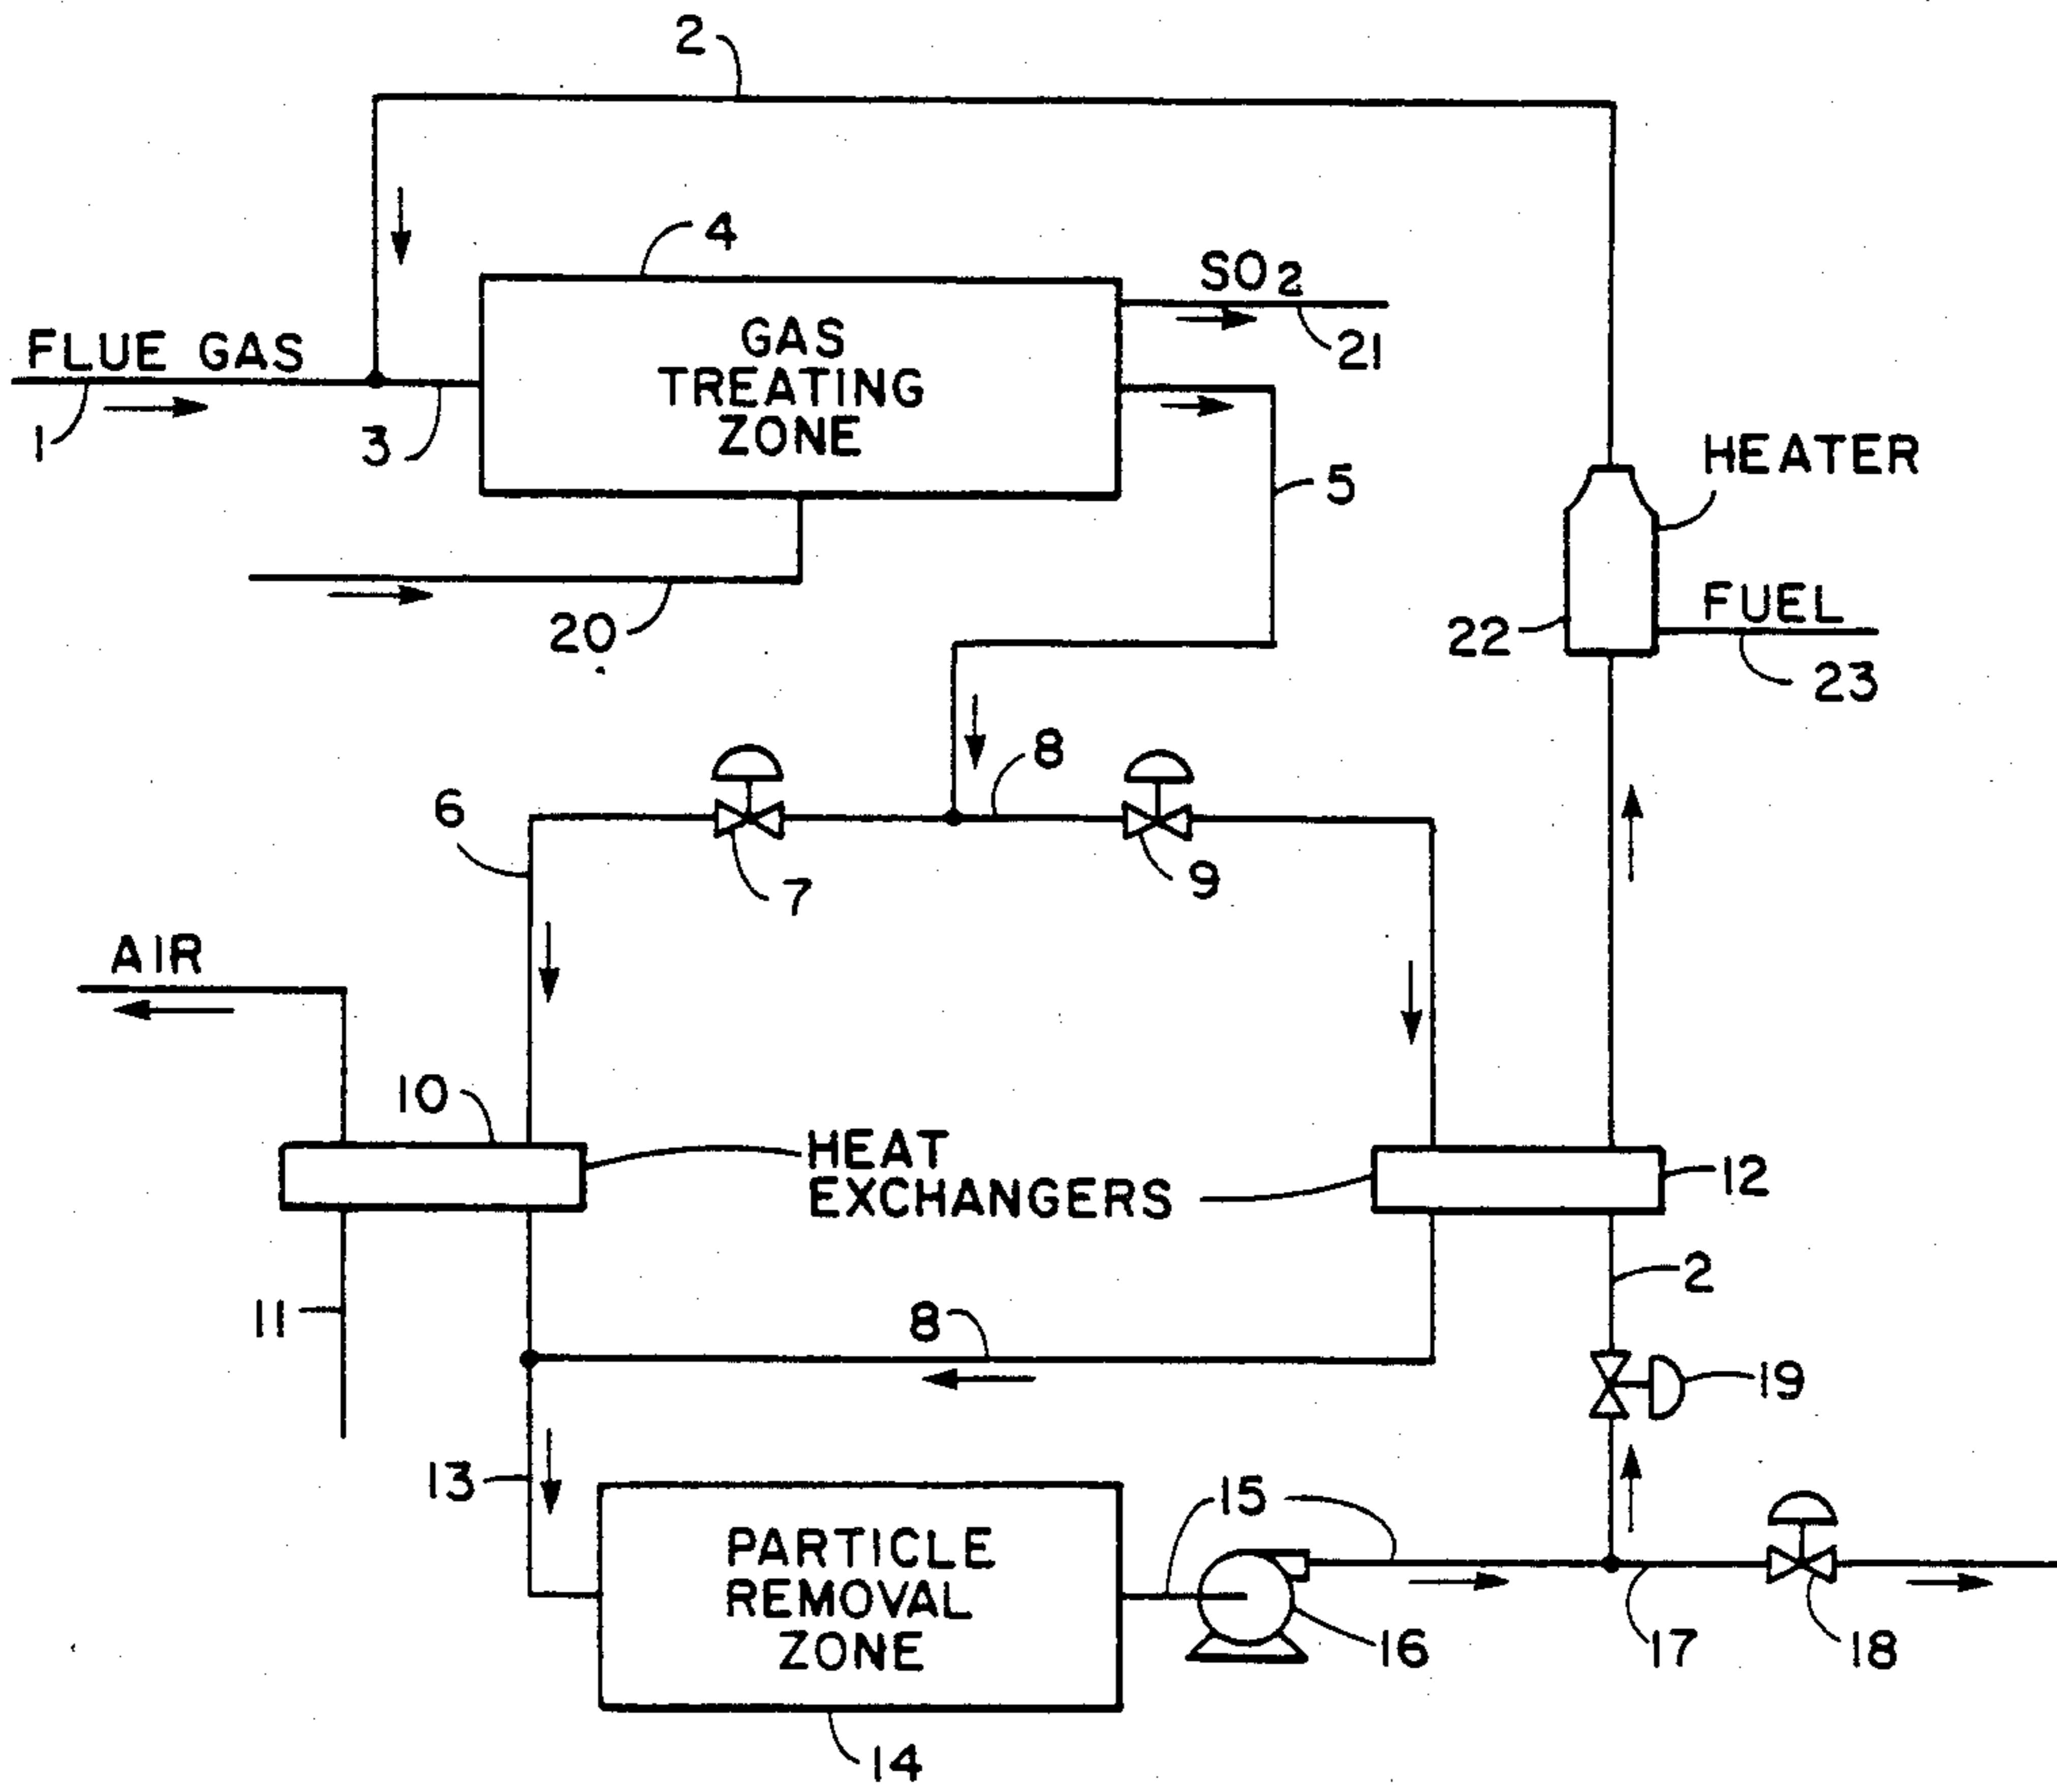 2
4
SO2
FLUE GAS
GAS
TREATING
ZONE
21
1
3
5
HEATER
20
22
FUEL
23
6
8
7
9
AIR
10
HEAT
EXCHANGERS
12
2
11
8
19
13
15
PARTICLE
REMOVAL
ZONE
16
17
18
14